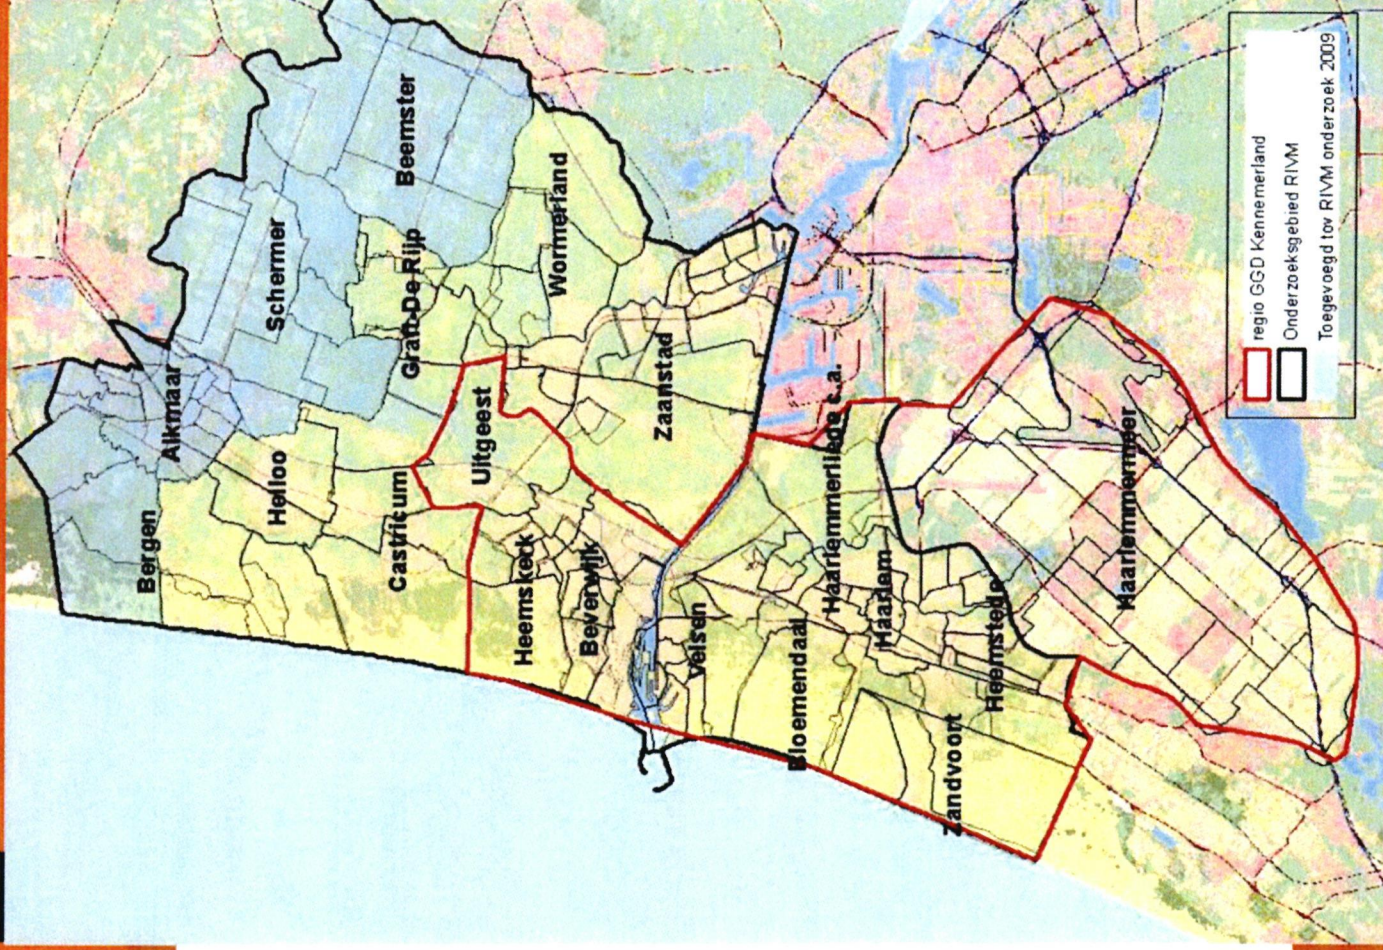 Bergen
Alkmaar
Heiloo
Schermer
Castricum
Graft-De Rijp
Beemster
Uitgeest
Heemskerk
Beverwijk
Wormerland
Zaanstad
Velsen
Bloemendaal
Haarlemmerliede c.a.
Haarlem
Zandvoort
Heemstede
Haarlemmermeer
regio GGD Kennemerland
Onderzoeksgebied RIVM
Toegevoegd tov RIVM onderzoek 2009